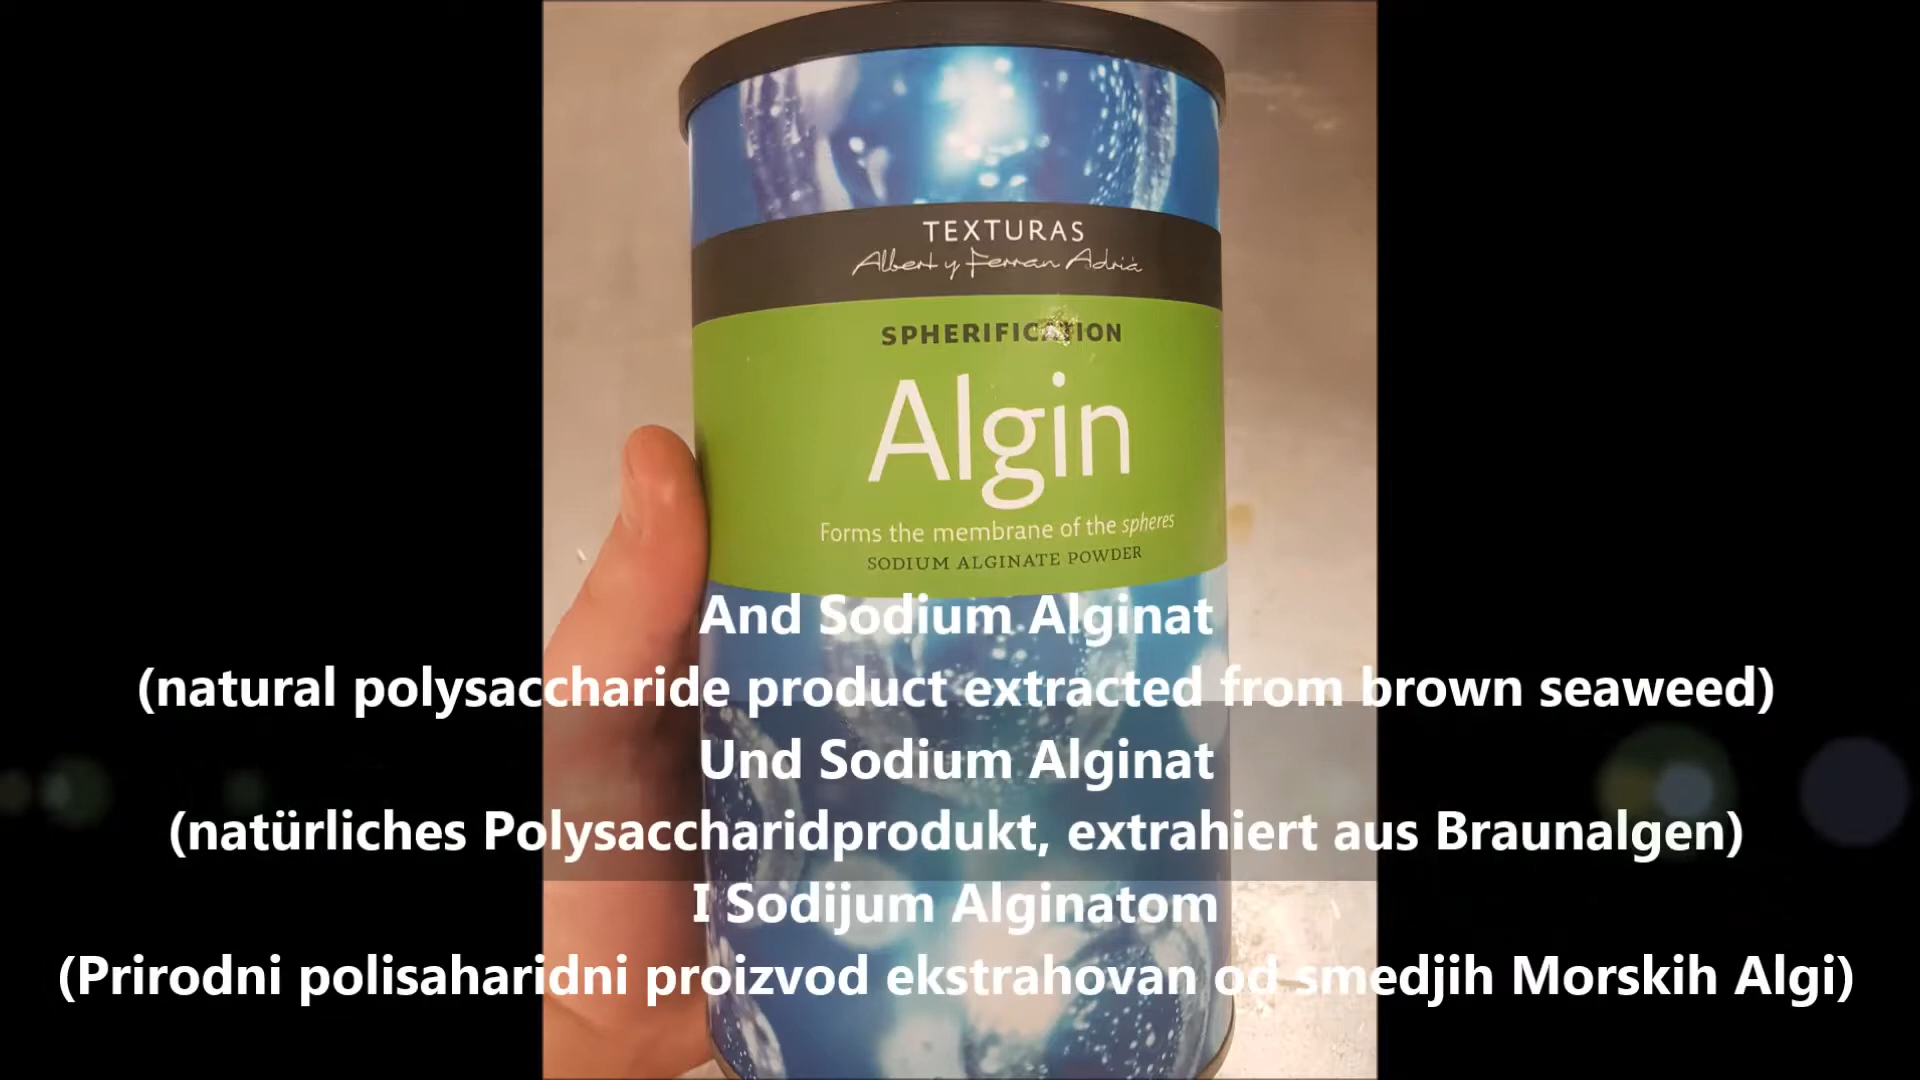 TEXTURAS
Albert y Ferran Adrià
SPHERIFICATION
Algin
Forms the membrane of the spheres
SODIUM ALGINATE POWDER
And Sodium Alginat
(natural polysaccharide product extracted from brown seaweed)
Und Sodium Alginat
(natürliches Polysaccharidprodukt, extrahiert aus Braunalgen)
I Sodijum Alginatom
(Prirodni polisaharidni proizvod ekstrahovan od smedjih Morskih Algi)